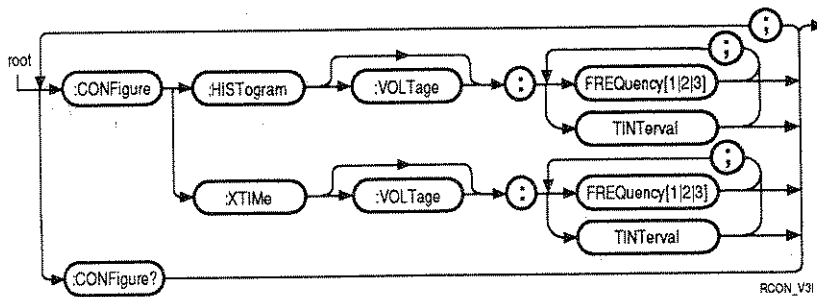 ;
root
:CONFigure :HISTogram :VOLTage : FREQuency[1|2|3] ;
TINTerval
;
:XTIMe :VOLTage : FREQuency[1|2|3]
TINTerval
:CONFigure?
RCON_V3I